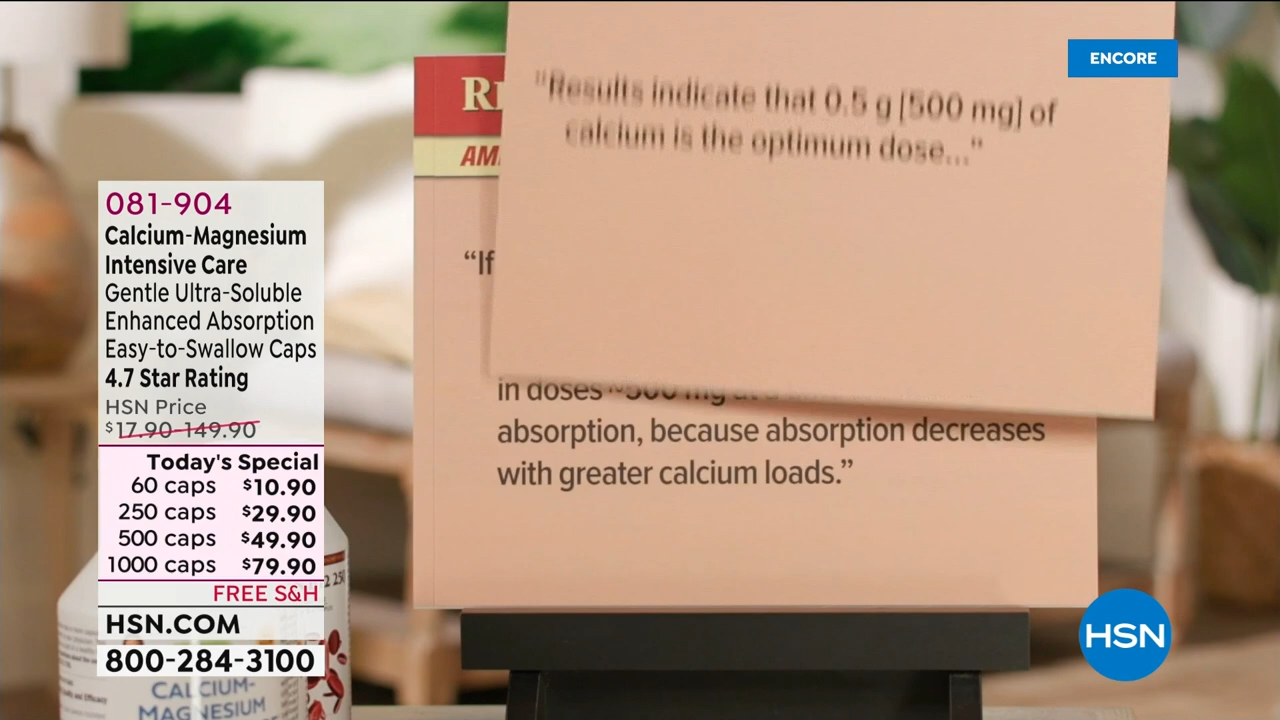 ENCORE
"Results indicate that 0.5 g [500 mg] of
calcium is the optimum dose..."
“If
in doses ~500 mg at a
absorption, because absorption decreases
with greater calcium loads.”
081-904
Calcium-Magnesium
Intensive Care
Gentle Ultra-Soluble
Enhanced Absorption
Easy-to-Swallow Caps
4.7 Star Rating
HSN Price
$17.90-149.90
Today's Special
60 caps $10.90
250 caps $29.90
500 caps $49.90
1000 caps $79.90
FREE S&H
HSN.COM
800-284-3100
CALCIUM-
MAGNESIUM
HSN